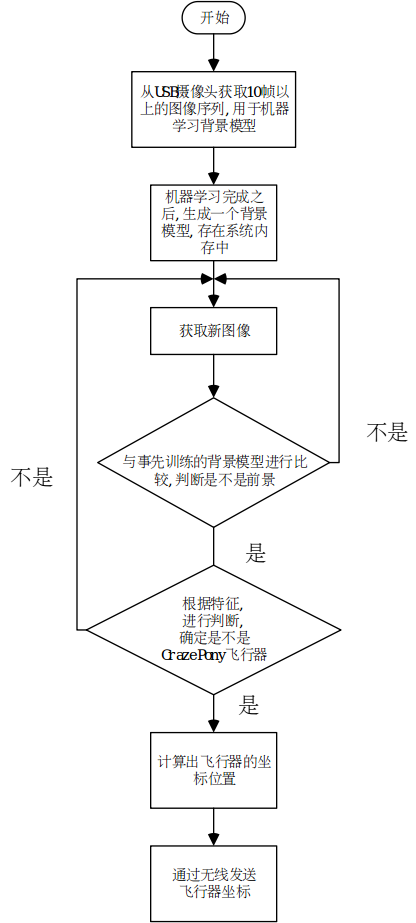 开始
从USB摄像头获取10帧以
上的图像序列, 用于机器
学习背景模型
机器学习完成之
后, 生成一个背景
模型, 存在系统内
存中
获取新图像
不是
与事先训练的背景模型进行比
较, 判断是不是前景
不是
是
根据特征,
进行判断,
确定是不是
CrazePony飞行器
是
计算出飞行器的坐
标位置
通过无线发送
飞行器坐标